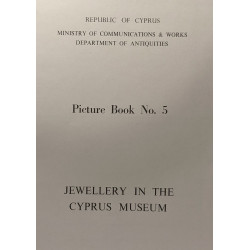 REPUBLIC OF CYPRUS
MINISTRY OF COMMUNICATIONS & WORKS
DEPARTMENT OF ANTIQUITIES
Picture Book No. 5
JEWELLERY IN THE
CYPRUS MUSEUM